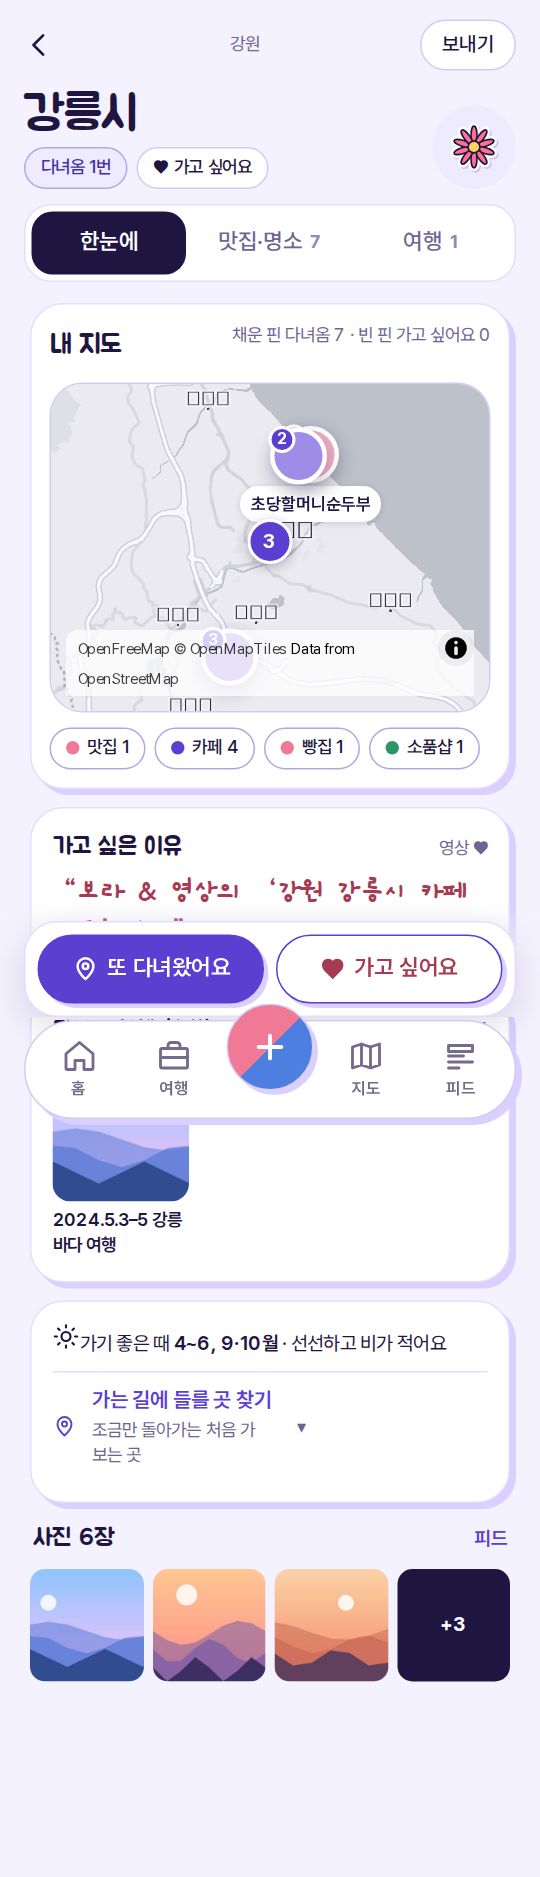 강원
보내기
강릉시
다녀옴 1번
가고 싶어요
한눈에
맛집·명소 7
여행 1
내 지도
채운 핀 다녀옴 7 · 빈 핀 가고 싶어요 0
2
초당할머니순두부
3
3
OpenFreeMap © OpenMapTiles Data from
OpenStreetMap
맛집 1
카페 4
빵집 1
소품샵 1
가고 싶은 이유
영상
“보라 & 영상의 ‘강원 강릉시 카페
또 다녀왔어요
가고 싶어요
홈
여행
지도
피드
2024.5.3–5 강릉
바다 여행
가기 좋은 때 4~6, 9·10월 · 선선하고 비가 적어요
가는 길에 들를 곳 찾기
조금만 돌아가는 처음 가
보는 곳
사진 6장
피드
+3